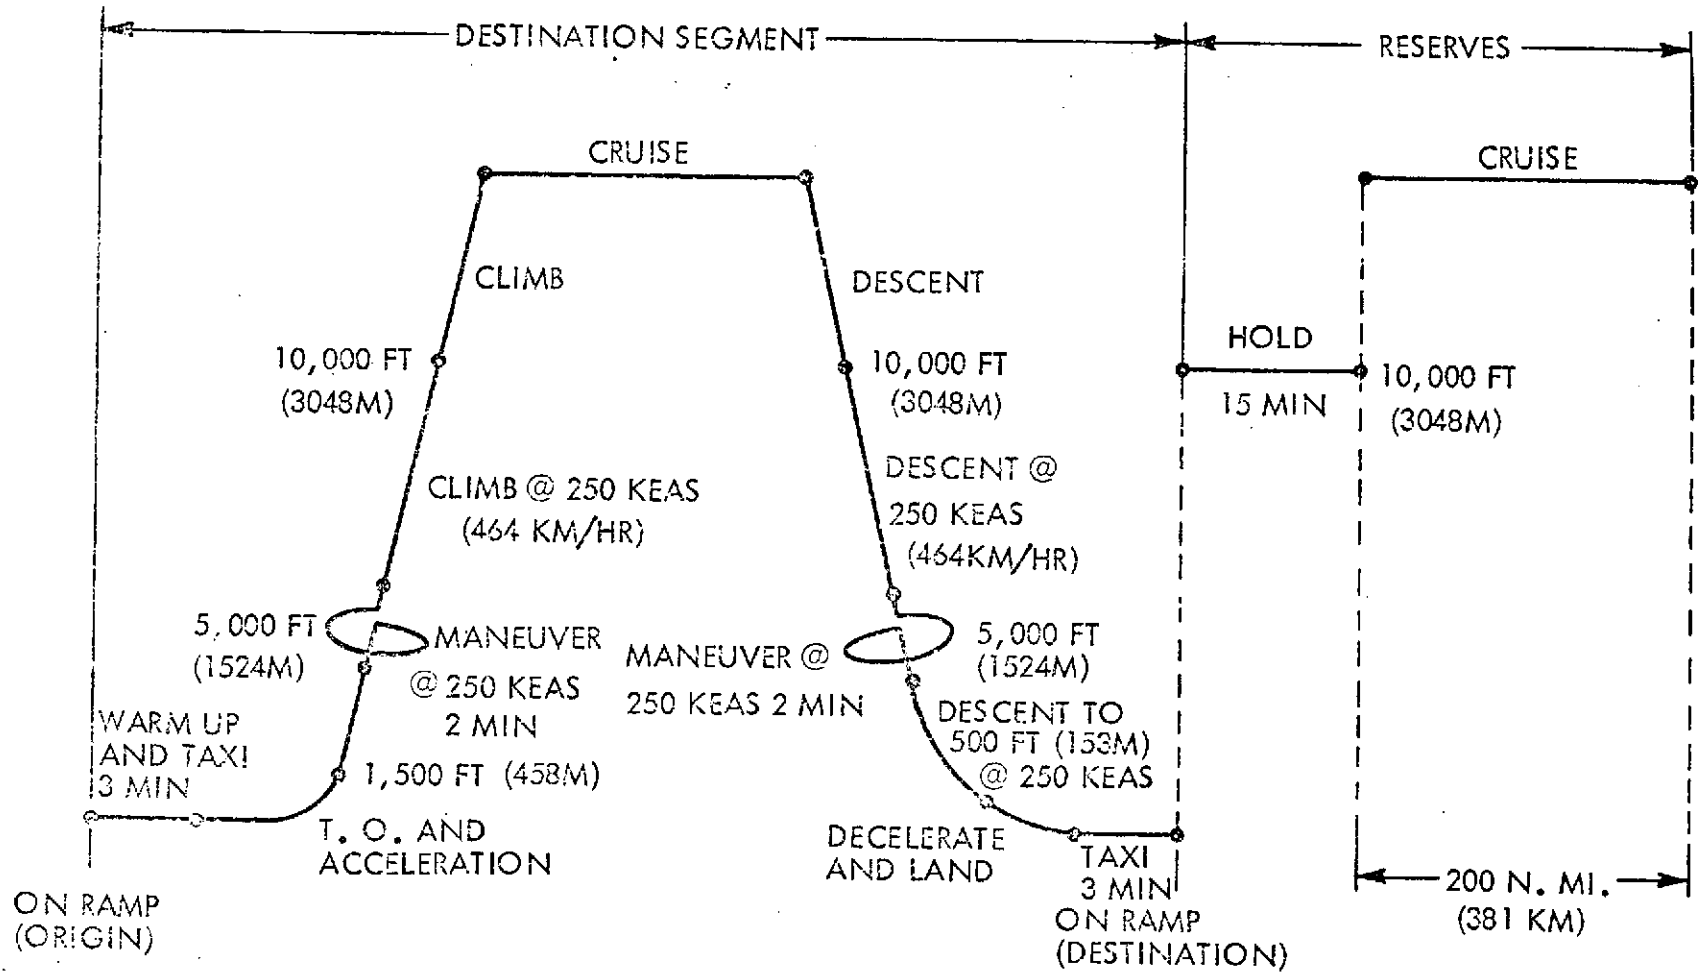 DESTINATION SEGMENT
RESERVES
CRUISE
CRUISE
CLIMB
DESCENT
10,000 FT
(3048M)
10,000 FT
(3048M)
HOLD
15 MIN
10,000 FT
(3048M)
CLIMB @ 250 KEAS
(464 KM/HR)
DESCENT @
250 KEAS
(464KM/HR)
5,000 FT
(1524M)
MANEUVER
@ 250 KEAS
2 MIN
MANEUVER @
250 KEAS 2 MIN
5,000 FT
(1524M)
WARM UP
AND TAXI
3 MIN
1,500 FT (458M)
DESCENT TO
500 FT (153M)
@ 250 KEAS
T. O. AND
ACCELERATION
DECELERATE
AND LAND
TAXI
3 MIN
ON RAMP
(ORIGIN)
ON RAMP
(DESTINATION)
200 N. MI.
(381 KM)